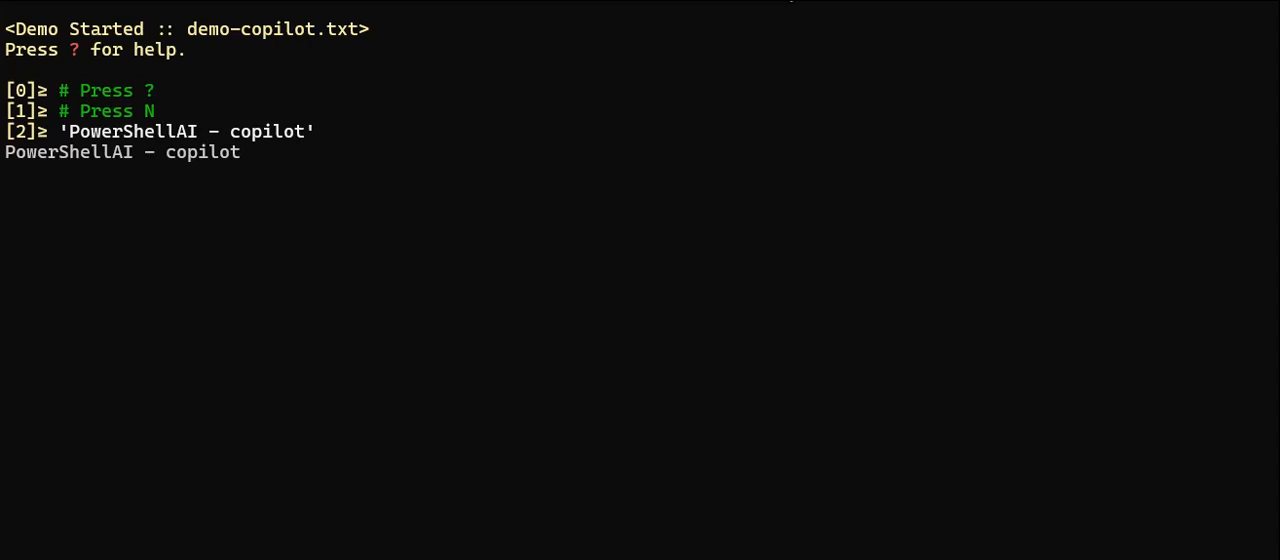 <Demo Started :: demo-copilot.txt>
Press ? for help.
[0]≥ # Press ?
[1]≥ # Press N
[2]≥ 'PowerShellAI - copilot'
PowerShellAI - copilot